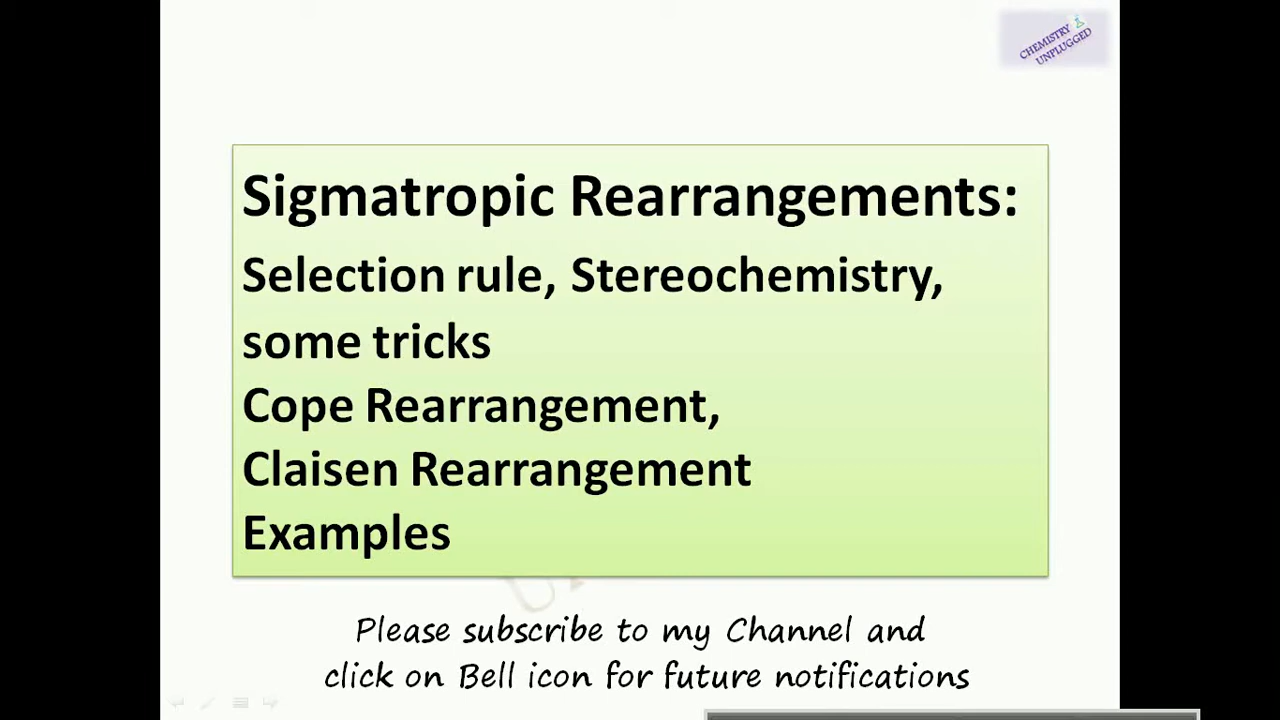 CHEMISTRY
UNPLUGGED
Sigmatropic Rearrangements:
Selection rule, Stereochemistry,
some tricks
Cope Rearrangement,
Claisen Rearrangement
Examples
Please subscribe to my Channel and
click on Bell icon for future notifications